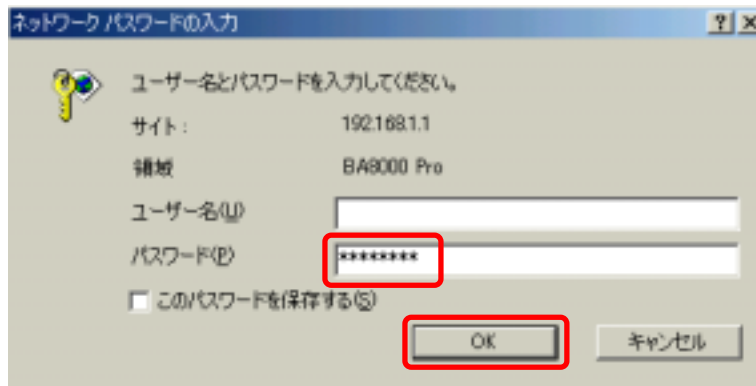 ネットワーク パスワードの入力
ユーザー名とパスワードを入力してください。
サイト: 192.168.1.1
領域 BA8000 Pro
ユーザー名(U)
パスワード(P) ********
このパスワードを保存する(S)
OK キャンセル